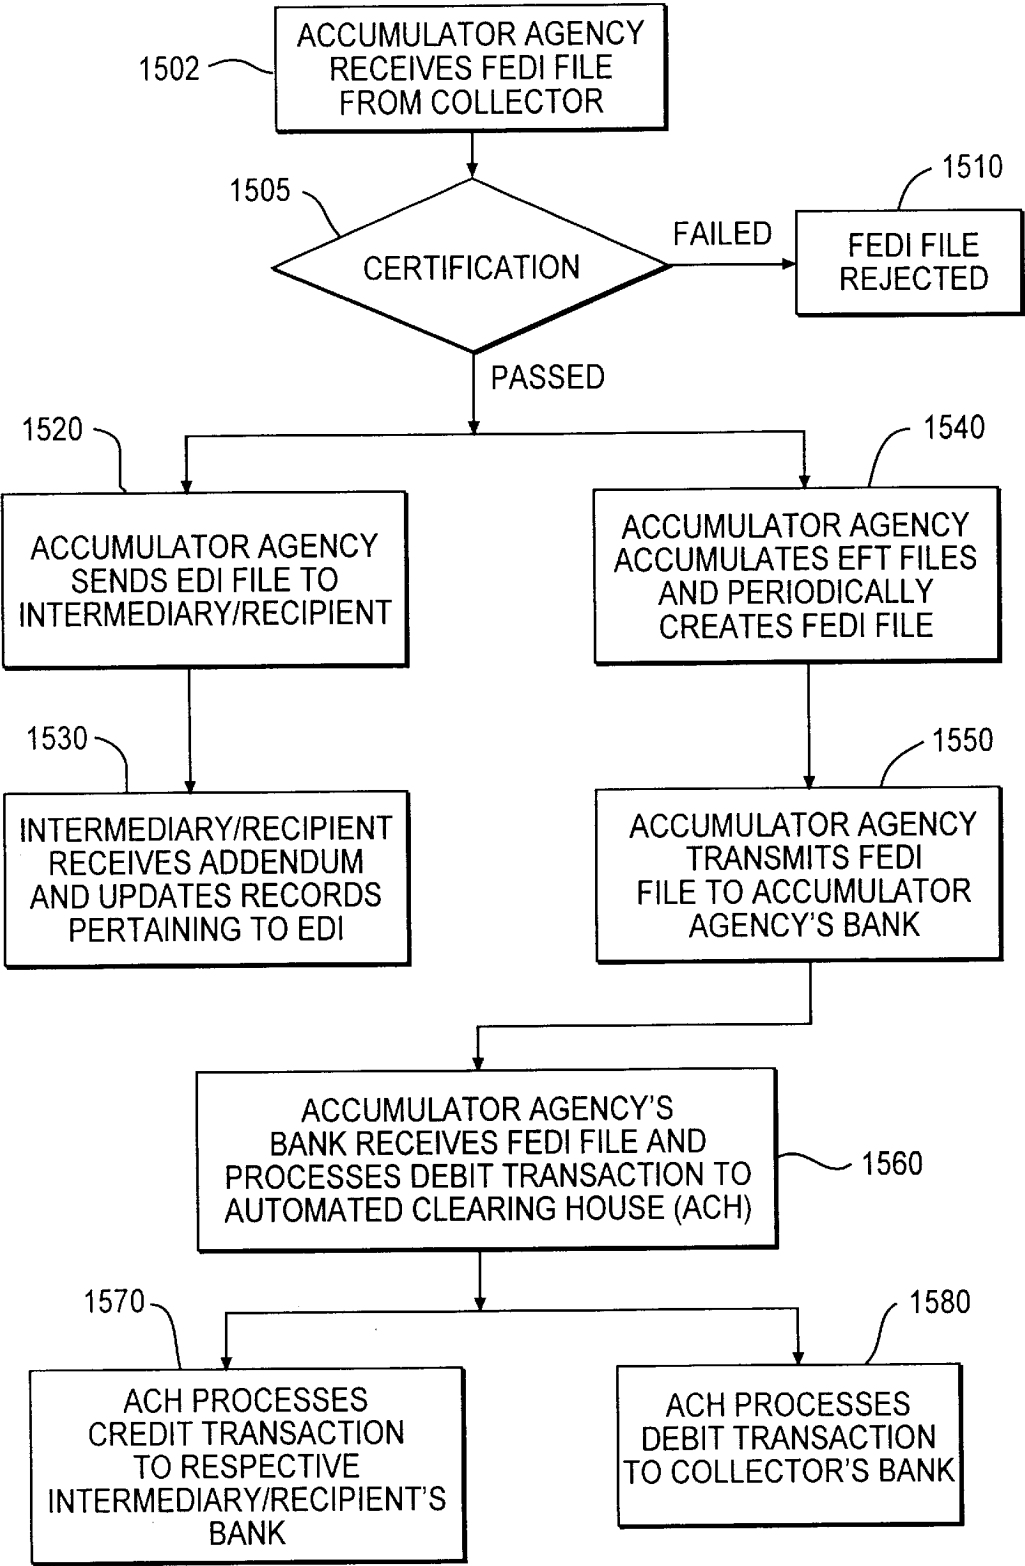 ACCUMULATOR AGENCY
RECEIVES FEDI FILE
FROM COLLECTOR
1502
1505
CERTIFICATION
FAILED
1510
FEDI FILE
REJECTED
PASSED
1520
ACCUMULATOR AGENCY
SENDS EDI FILE TO
INTERMEDIARY/RECIPIENT
1540
ACCUMULATOR AGENCY
ACCUMULATES EFT FILES
AND PERIODICALLY
CREATES FEDI FILE
1530
INTERMEDIARY/RECIPIENT
RECEIVES ADDENDUM
AND UPDATES RECORDS
PERTAINING TO EDI
1550
ACCUMULATOR AGENCY
TRANSMITS FEDI
FILE TO ACCUMULATOR
AGENCY'S BANK
ACCUMULATOR AGENCY'S
BANK RECEIVES FEDI FILE AND
PROCESSES DEBIT TRANSACTION TO
AUTOMATED CLEARING HOUSE (ACH)
1560
1570
ACH PROCESSES
CREDIT TRANSACTION
TO RESPECTIVE
INTERMEDIARY/RECIPIENT'S
BANK
1580
ACH PROCESSES
DEBIT TRANSACTION
TO COLLECTOR'S BANK